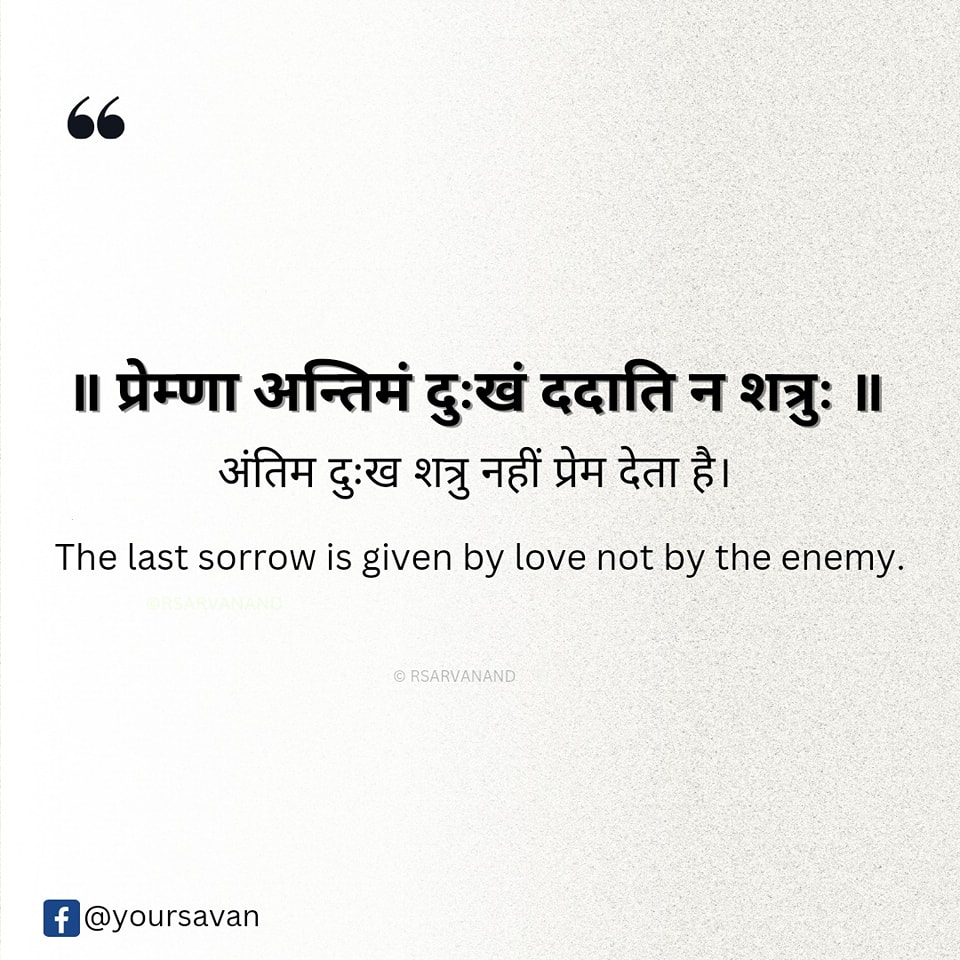 ❝
॥ प्रेम्णा अन्तिमं दुःखं ददाति न शत्रुः ॥
अंतिम दुःख शत्रु नहीं प्रेम देता है।
The last sorrow is given by love not by the enemy.
©RSARVANAND
© RSARVANAND
@yoursavan